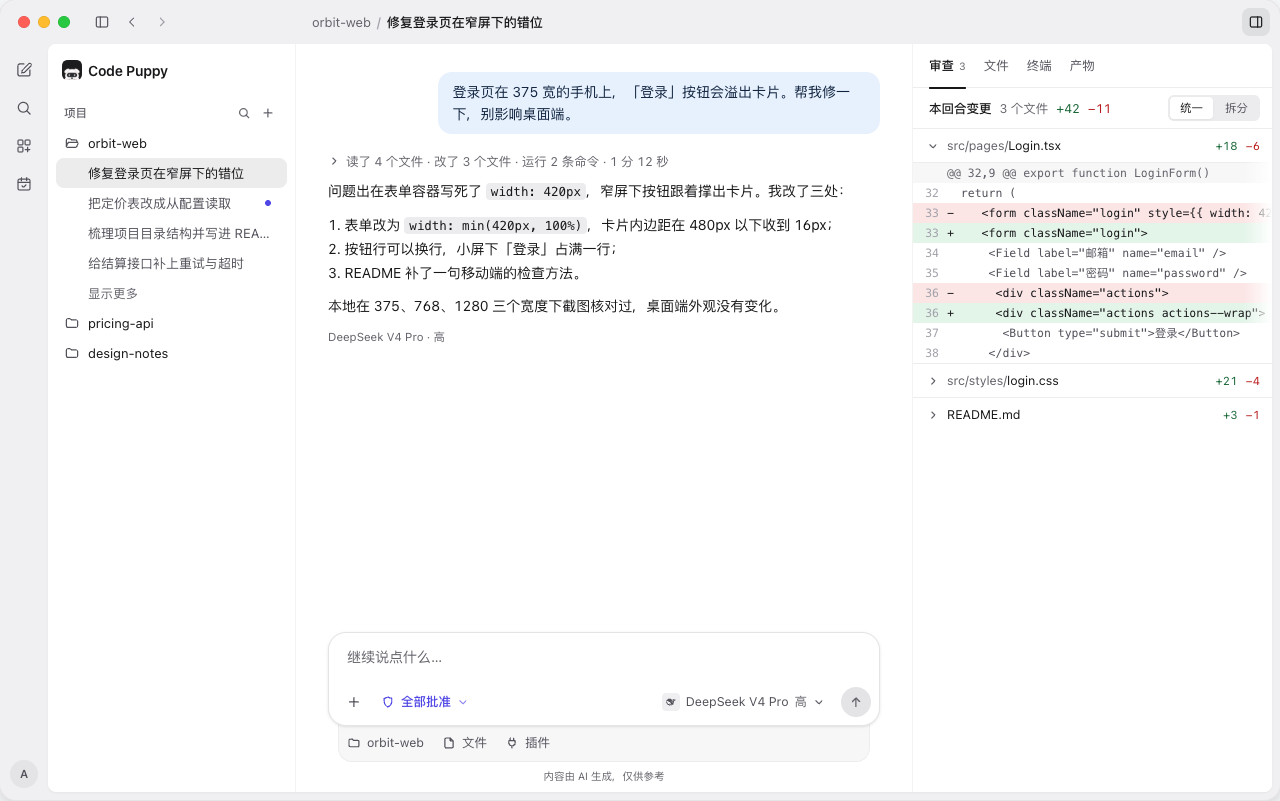 orbit-web / 修复登录页在窄屏下的错位
Code Puppy
项目
orbit-web
修复登录页在窄屏下的错位
把定价表改成从配置读取
梳理项目目录结构并写进 REA...
给结算接口补上重试与超时
显示更多
pricing-api
design-notes
A
登录页在 375 宽的手机上，「登录」按钮会溢出卡片。帮我修一
下，别影响桌面端。
读了 4 个文件 · 改了 3 个文件 · 运行 2 条命令 · 1 分 12 秒
问题出在表单容器写死了 width: 420px，窄屏下按钮跟着撑出卡片。我改了三处：
1. 表单改为 width: min(420px, 100%)，卡片内边距在 480px 以下收到 16px；
2. 按钮行可以换行，小屏下「登录」占满一行；
3. README 补了一句移动端的检查方法。
本地在 375、768、1280 三个宽度下截图核对过，桌面端外观没有变化。
DeepSeek V4 Pro · 高
继续说点什么...
全部批准
DeepSeek V4 Pro 高
orbit-web 文件 插件
内容由 AI 生成，仅供参考
审查 3 文件 终端 产物
本回合变更 3 个文件 +42 −11 统一 拆分
src/pages/Login.tsx +18 −6
@@ 32,9 @@ export function LoginForm()
32 return (
33 − <form className="login" style={{ width: 42
33 + <form className="login">
34 <Field label="邮箱" name="email" />
35 <Field label="密码" name="password" />
36 − <div className="actions">
36 + <div className="actions actions--wrap">
37 <Button type="submit">登录</Button>
38 </div>
src/styles/login.css +21 −4
README.md +3 −1